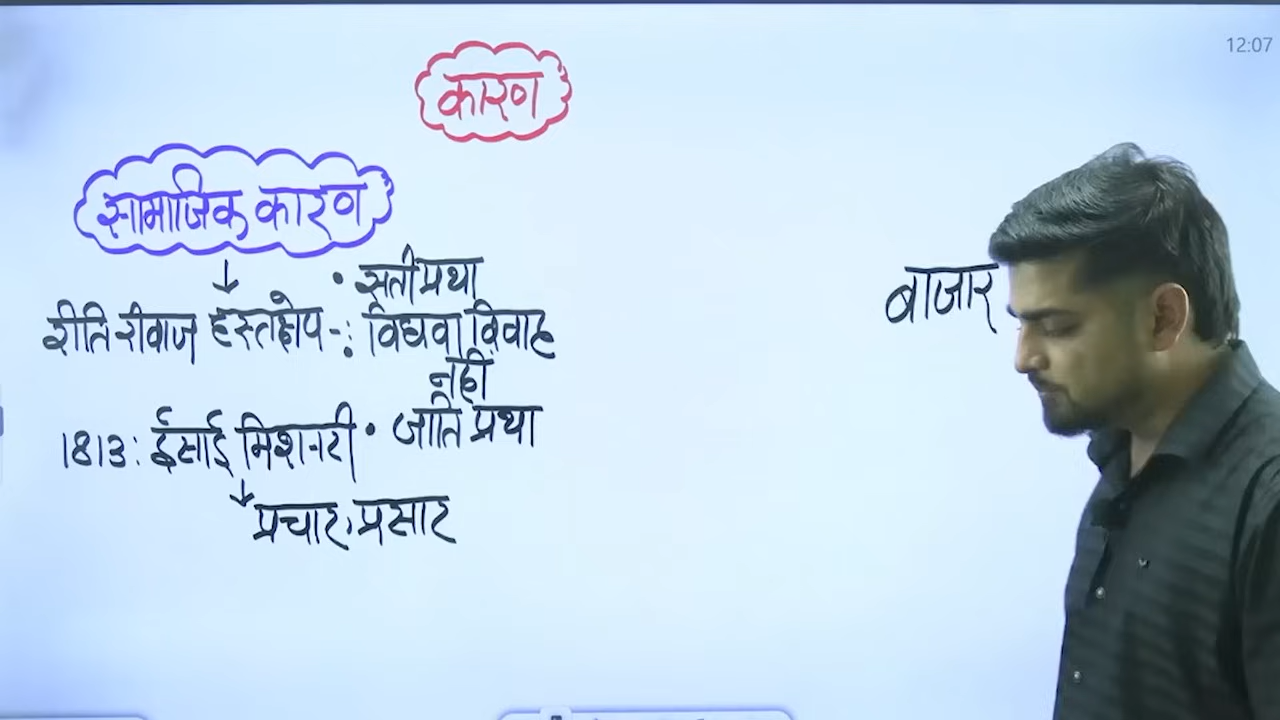 12:07
कारण
सामाजिक कारण
• सतीप्रथा
रीति रीवाज हस्तक्षेप - : विधवा विवाह
नही
1813 : ईसाई मिशनरी • जाति प्रथा
प्रचार, प्रसार
बाजार